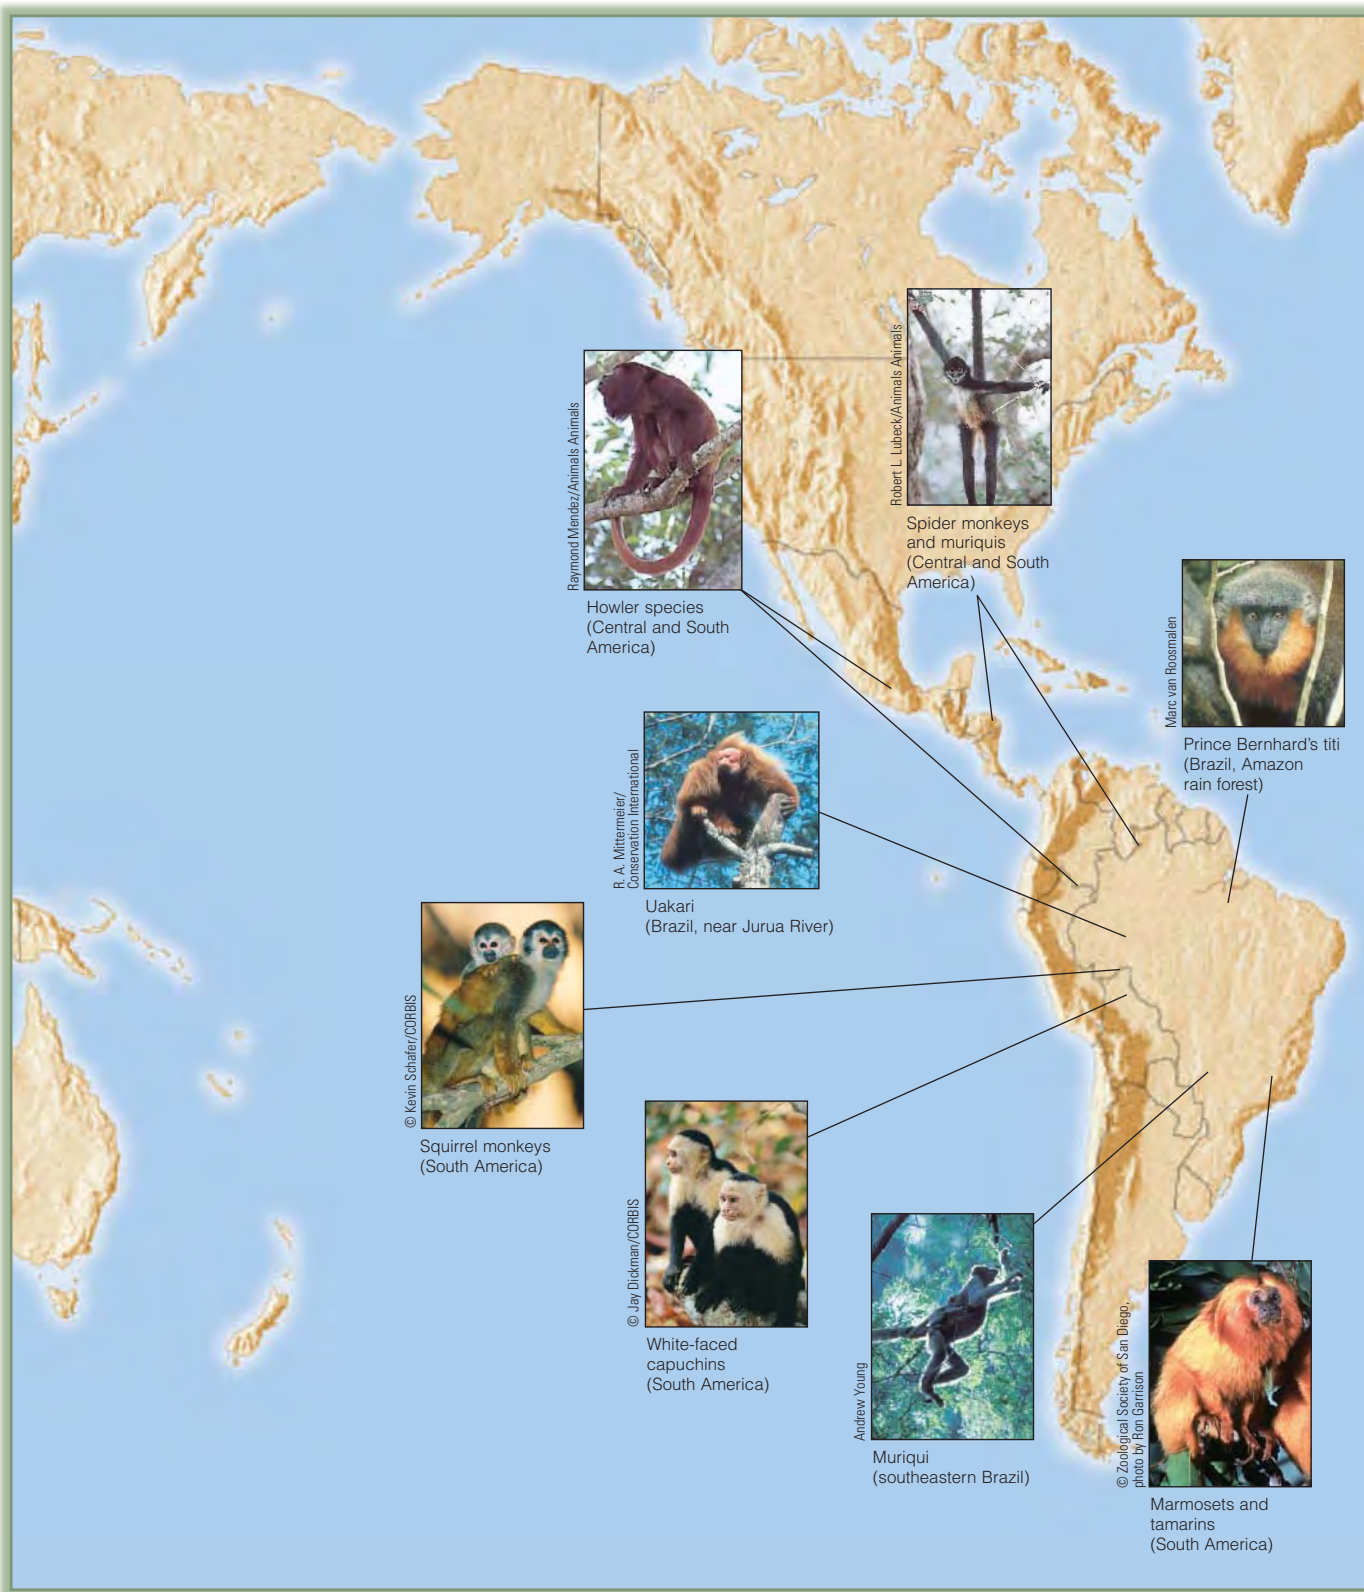 Robert L. Lubeck/Animals Animals
Spider monkeys
and muriquis
(Central and South
America)
Raymond Mendez/Animals Animals
Howler species
(Central and South
America)
Marc van Roosmalen
Prince Bernhard's titi
(Brazil, Amazon
rain forest)
R. A. Mittermeier/
Conservation International
Uakari
(Brazil, near Jurua River)
© Kevin Schafer/CORBIS
Squirrel monkeys
(South America)
© Jay Dickman/CORBIS
White-faced
capuchins
(South America)
Andrew Young
Muriqui
(southeastern Brazil)
© Zoological Society of San Diego,
photo by Ron Garrison
Marmosets and
tamarins
(South America)